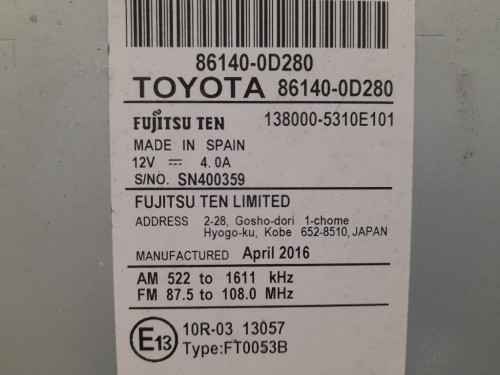 86140-0D280
TOYOTA 86140-0D280
FUJITSU TEN 138000-5310E101
MADE IN SPAIN
12V ⎓ 4.0A
S/NO. SN400359
FUJITSU TEN LIMITED
ADDRESS 2-28, Gosho-dori 1-chome
Hyogo-ku, Kobe 652-8510, JAPAN
MANUFACTURED April 2016
AM 522 to 1611 kHz
FM 87.5 to 108.0 MHz
E13 10R-03 13057
Type:FT0053B